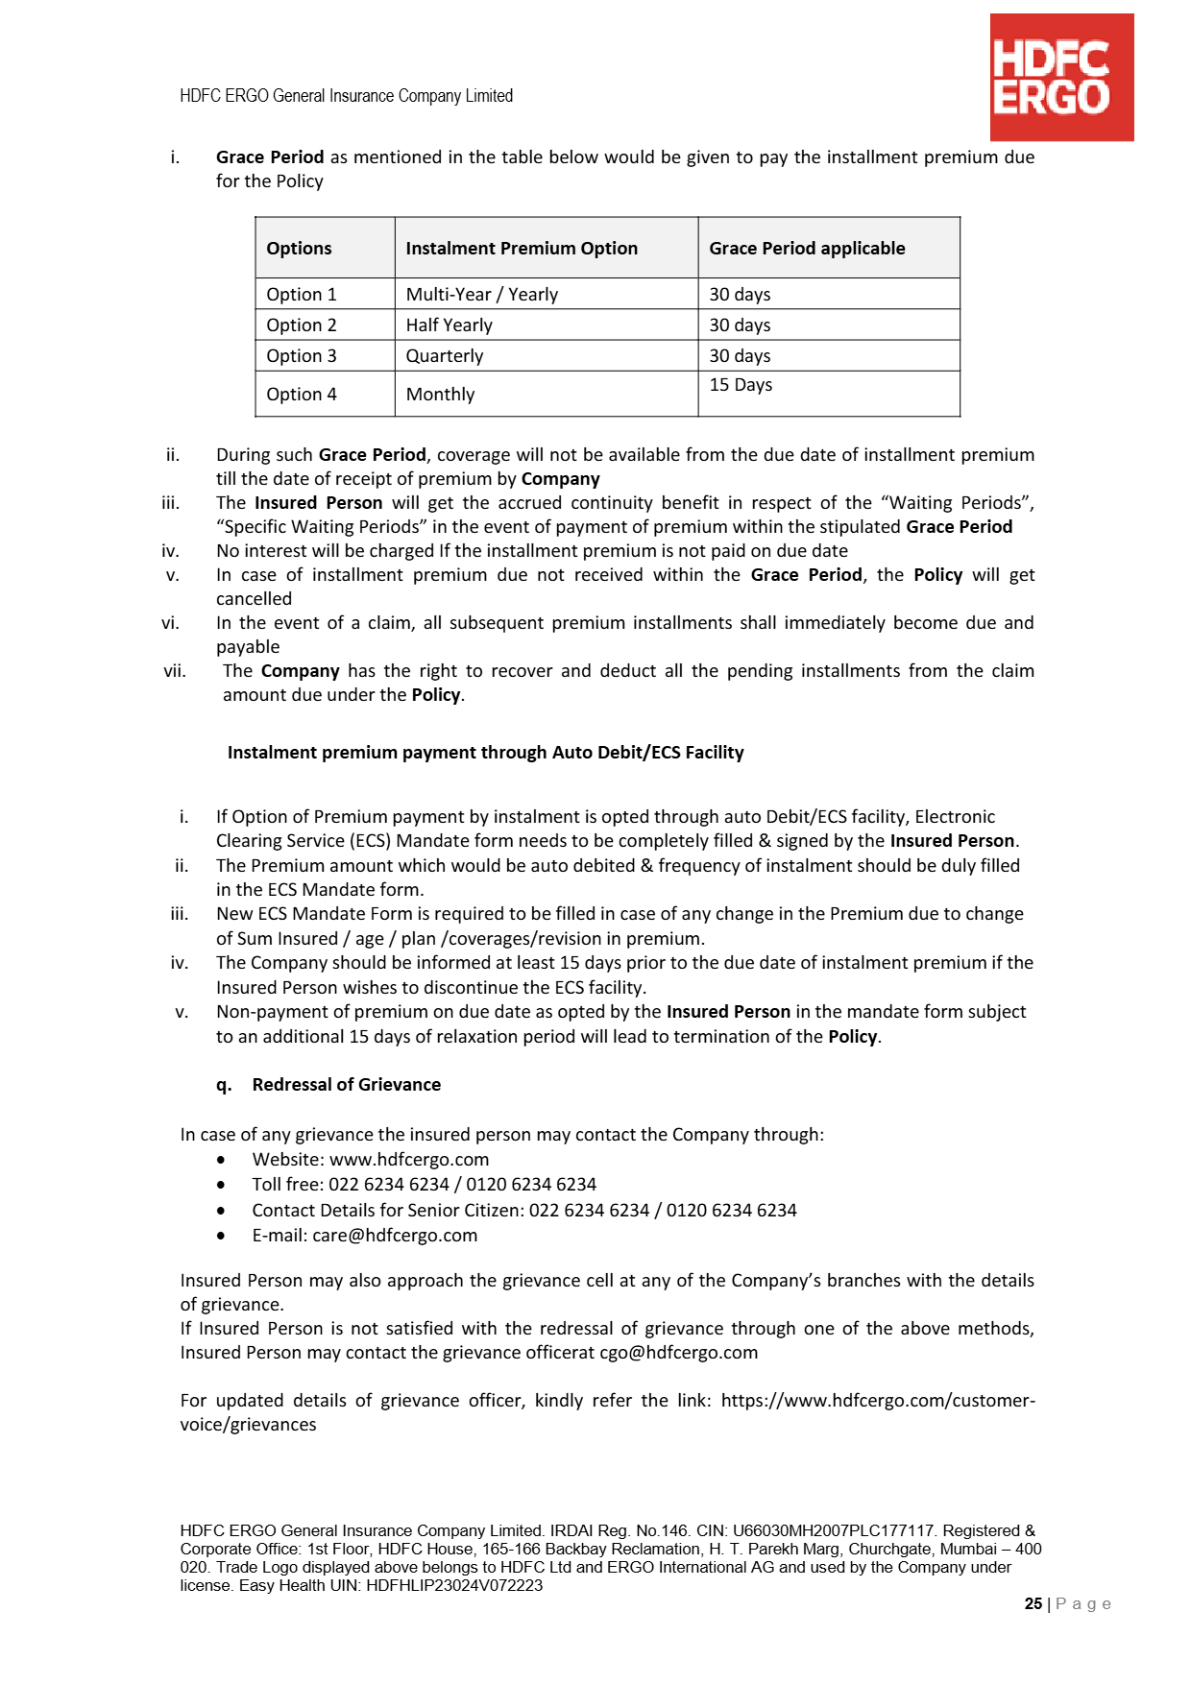 HDFC
ERGO
HDFC ERGO General Insurance Company Limited
i. Grace Period as mentioned in the table below would be given to pay the installment premium due
for the Policy
Options Instalment Premium Option Grace Period applicable
Option 1 Multi-Year / Yearly 30 days
Option 2 Half Yearly 30 days
Option 3 Quarterly 30 days
Option 4 Monthly 15 Days
ii. During such Grace Period, coverage will not be available from the due date of installment premium
till the date of receipt of premium by Company
iii. The Insured Person will get the accrued continuity benefit in respect of the “Waiting Periods”,
“Specific Waiting Periods” in the event of payment of premium within the stipulated Grace Period
iv. No interest will be charged If the installment premium is not paid on due date
v. In case of installment premium due not received within the Grace Period, the Policy will get
cancelled
vi. In the event of a claim, all subsequent premium installments shall immediately become due and
payable
vii. The Company has the right to recover and deduct all the pending installments from the claim
amount due under the Policy.
Instalment premium payment through Auto Debit/ECS Facility
i. If Option of Premium payment by instalment is opted through auto Debit/ECS facility, Electronic
Clearing Service (ECS) Mandate form needs to be completely filled & signed by the Insured Person.
ii. The Premium amount which would be auto debited & frequency of instalment should be duly filled
in the ECS Mandate form.
iii. New ECS Mandate Form is required to be filled in case of any change in the Premium due to change
of Sum Insured / age / plan /coverages/revision in premium.
iv. The Company should be informed at least 15 days prior to the due date of instalment premium if the
Insured Person wishes to discontinue the ECS facility.
v. Non-payment of premium on due date as opted by the Insured Person in the mandate form subject
to an additional 15 days of relaxation period will lead to termination of the Policy.
q. Redressal of Grievance
In case of any grievance the insured person may contact the Company through:
• Website: www.hdfcergo.com
• Toll free: 022 6234 6234 / 0120 6234 6234
• Contact Details for Senior Citizen: 022 6234 6234 / 0120 6234 6234
• E-mail: care@hdfcergo.com
Insured Person may also approach the grievance cell at any of the Company’s branches with the details
of grievance.
If Insured Person is not satisfied with the redressal of grievance through one of the above methods,
Insured Person may contact the grievance officerat cgo@hdfcergo.com
For updated details of grievance officer, kindly refer the link: https://www.hdfcergo.com/customer-
voice/grievances
HDFC ERGO General Insurance Company Limited. IRDAI Reg. No.146. CIN: U66030MH2007PLC177117. Registered &
Corporate Office: 1st Floor, HDFC House, 165-166 Backbay Reclamation, H. T. Parekh Marg, Churchgate, Mumbai – 400
020. Trade Logo displayed above belongs to HDFC Ltd and ERGO International AG and used by the Company under
license. Easy Health UIN: HDFHLIP23024V072223
25 | Page